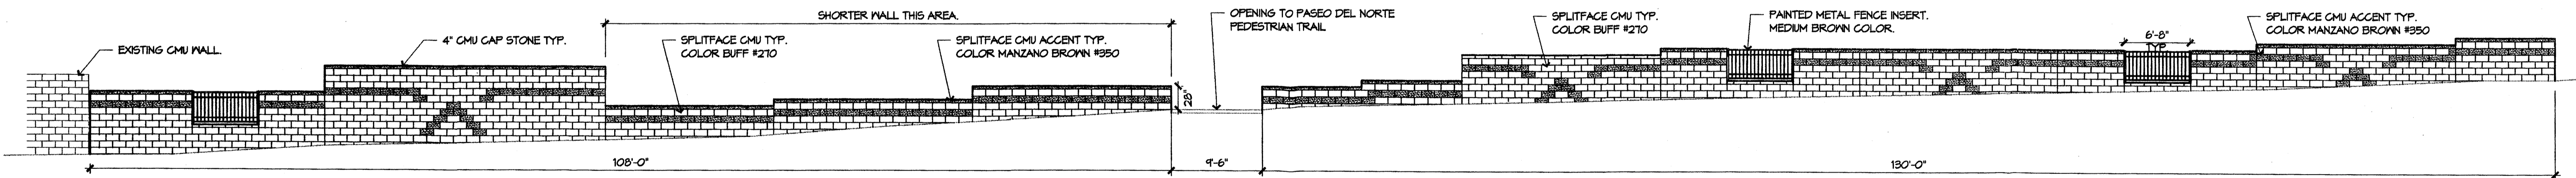 EXISTING CMU WALL.
4" CMU CAP STONE TYP.
SHORTER WALL THIS AREA.
SPLITFACE CMU TYP.
COLOR BUFF #270
SPLITFACE CMU ACCENT TYP.
COLOR MANZANO BROWN #350
28"
OPENING TO PASEO DEL NORTE
PEDESTRIAN TRAIL
SPLITFACE CMU TYP.
COLOR BUFF #270
PAINTED METAL FENCE INSERT.
MEDIUM BROWN COLOR.
6'-8"
TYP
SPLITFACE CMU ACCENT TYP.
COLOR MANZANO BROWN #350
108'-0"
9'-6"
130'-0"